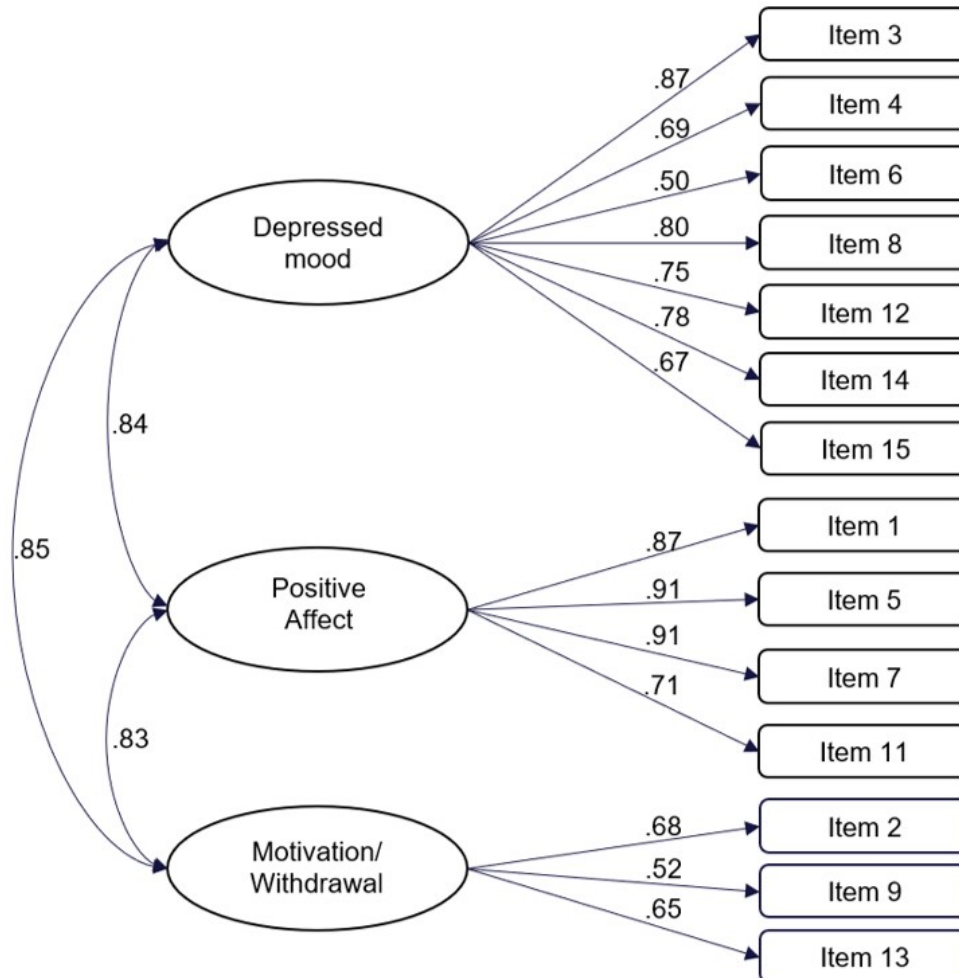 Item 3
.87
Item 4
.69
Item 6
.50
Depressed
mood
.80
Item 8
.75
Item 12
.78
Item 14
.67
Item 15
.84
.85
Item 1
.87
Positive
Affect
.91
Item 5
.91
Item 7
.71
Item 11
.83
Motivation/
Withdrawal
.68
Item 2
.52
Item 9
.65
Item 13